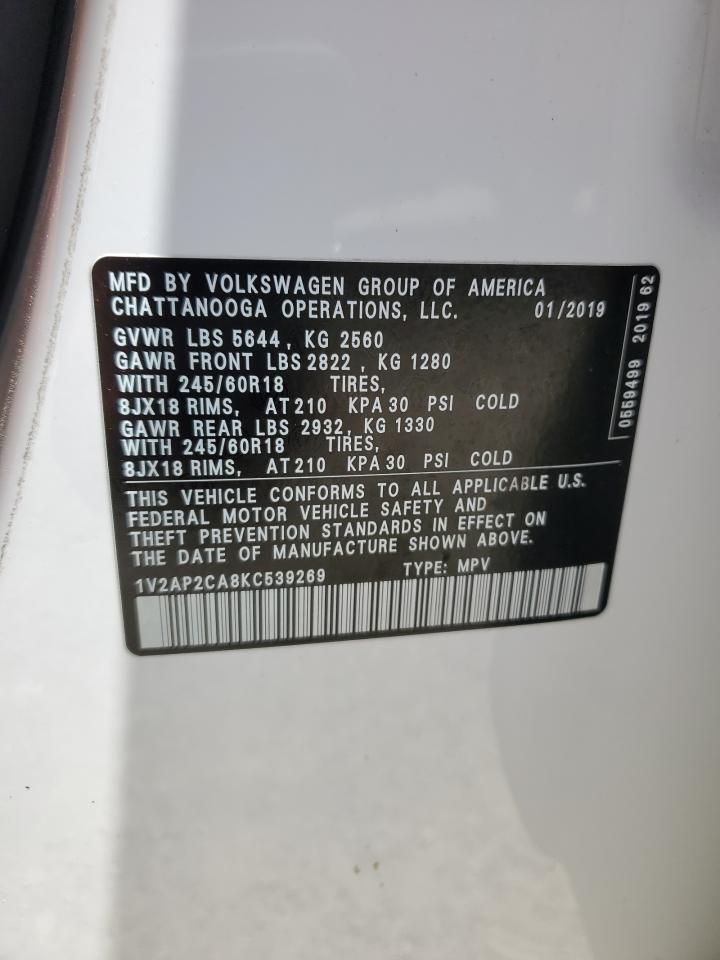 MFD BY VOLKSWAGEN GROUP OF AMERICA
CHATTANOOGA OPERATIONS, LLC. 01/2019
GVWR LBS 5644, KG 2560
GAWR FRONT LBS 2822, KG 1280
WITH 245/60R18 TIRES,
8JX18 RIMS, AT 210 KPA 30 PSI COLD
GAWR REAR LBS 2932, KG 1330
WITH 245/60R18 TIRES,
8JX18 RIMS, AT 210 KPA 30 PSI COLD
THIS VEHICLE CONFORMS TO ALL APPLICABLE U.S.
FEDERAL MOTOR VEHICLE SAFETY AND
THEFT PREVENTION STANDARDS IN EFFECT ON
THE DATE OF MANUFACTURE SHOWN ABOVE.
1V2AP2CA8KC539269 TYPE: MPV
0559499 2019 62